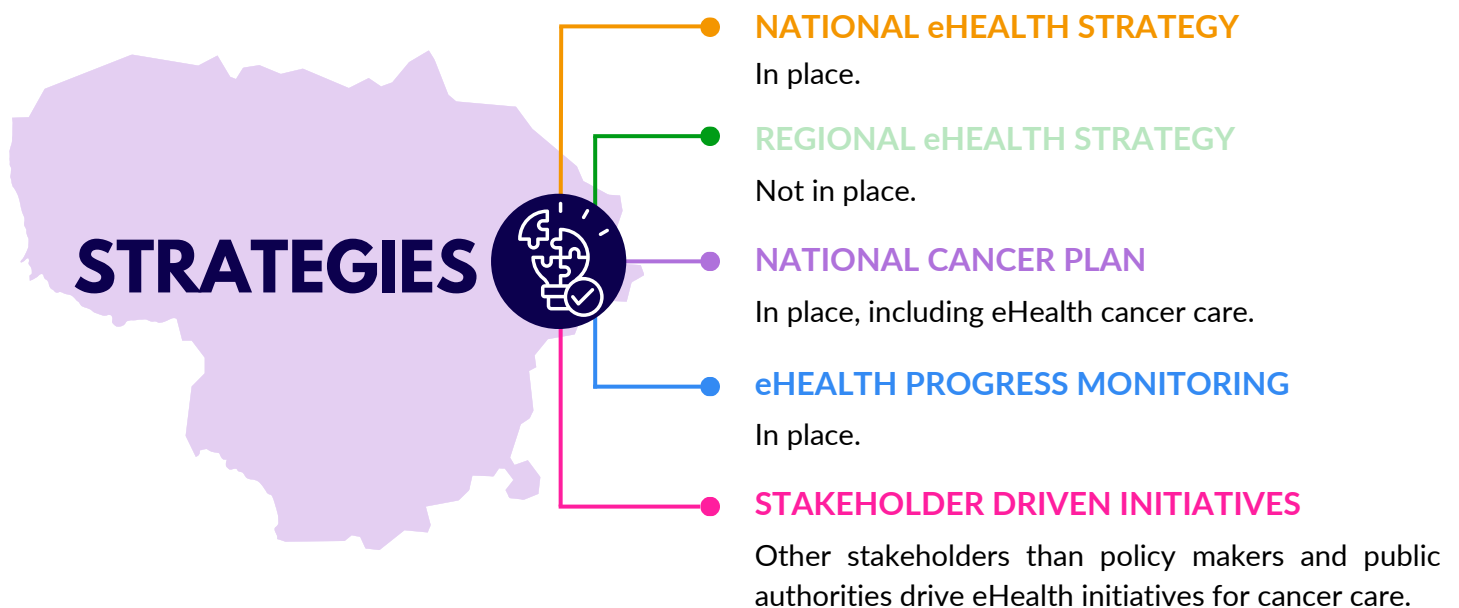 STRATEGIES
NATIONAL eHEALTH STRATEGY
In place.
REGIONAL eHEALTH STRATEGY
Not in place.
NATIONAL CANCER PLAN
In place, including eHealth cancer care.
eHEALTH PROGRESS MONITORING
In place.
STAKEHOLDER DRIVEN INITIATIVES
Other stakeholders than policy makers and public
authorities drive eHealth initiatives for cancer care.